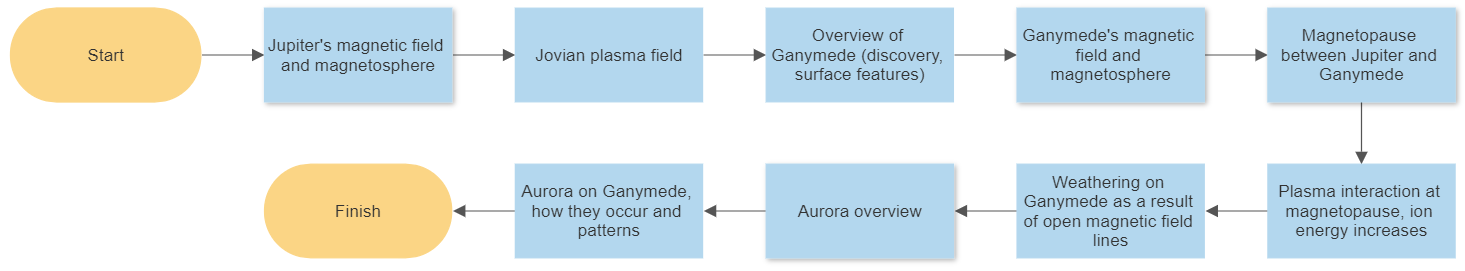 Start
Jupiter's magnetic field
and magnetosphere
Jovian plasma field
Overview of
Ganymede (discovery,
surface features)
Ganymede's magnetic
field and
magnetosphere
Magnetopause
between Jupiter and
Ganymede
Plasma interaction at
magnetopause, ion
energy increases
Weathering on
Ganymede as a result
of open magnetic field
lines
Aurora overview
Aurora on Ganymede,
how they occur and
patterns
Finish